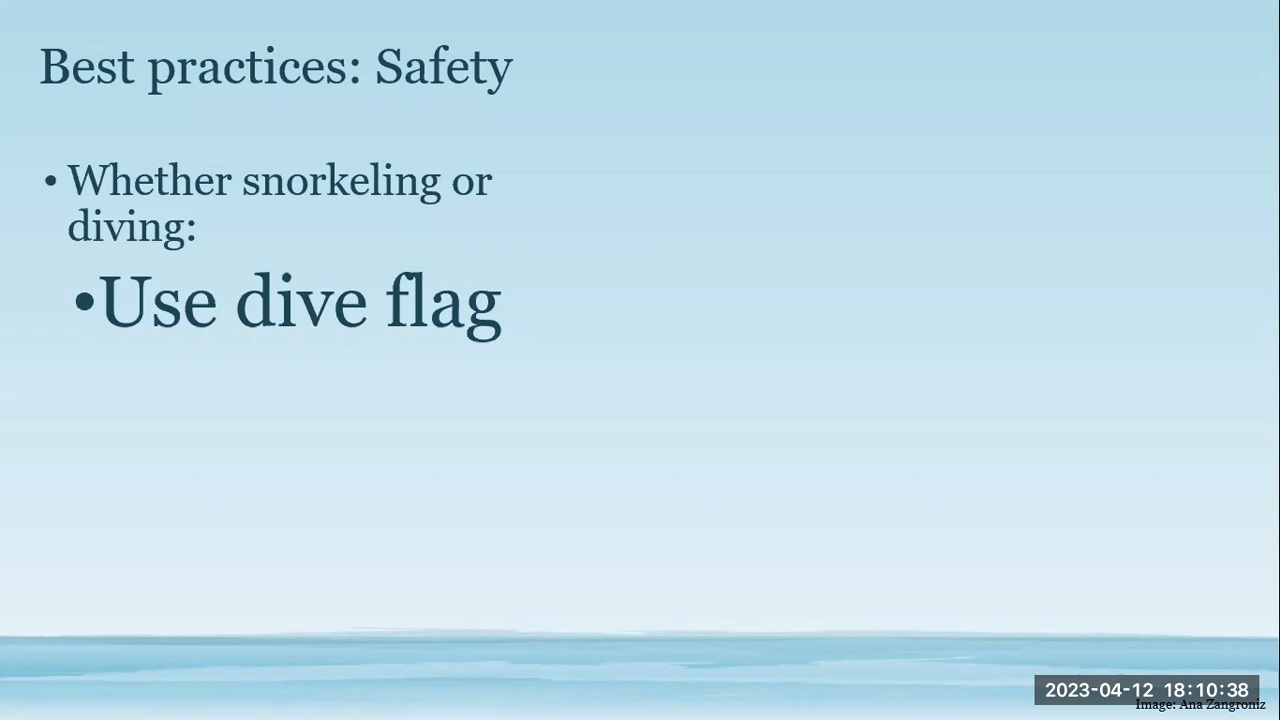 Best practices: Safety
• Whether snorkeling or
diving:
•Use dive flag
2023-04-12 18:10:38
Image: Ana Zangroniz